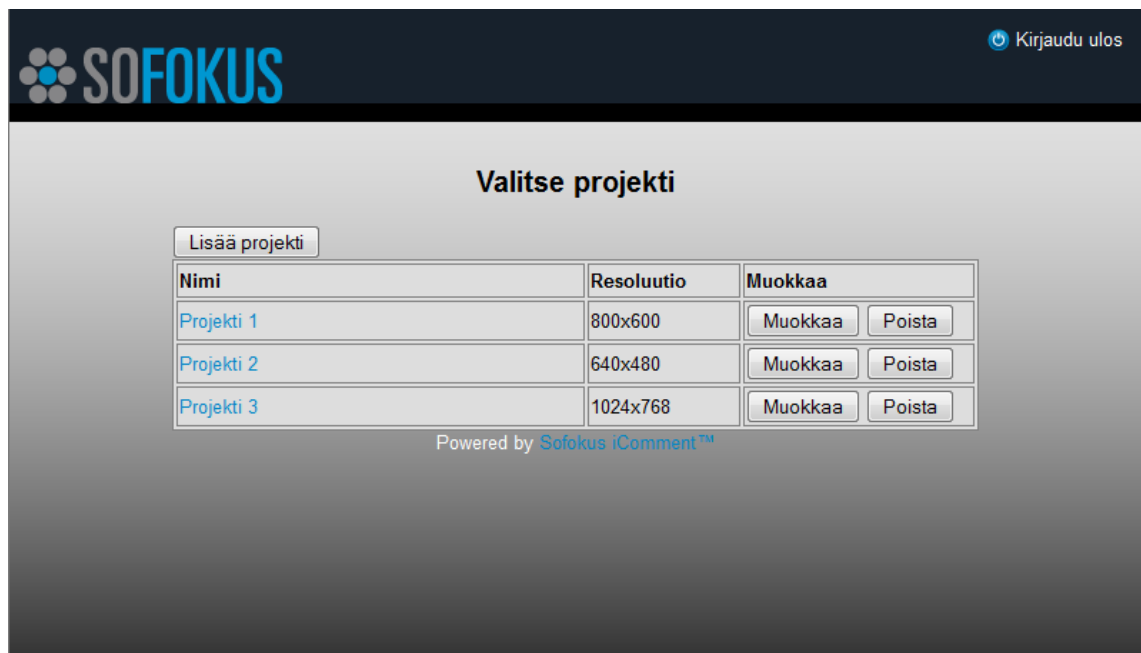 SOFOKUS
Kirjaudu ulos
Valitse projekti
Lisää projekti
Nimi Resoluutio Muokkaa
Projekti 1 800x600 Muokkaa Poista
Projekti 2 640x480 Muokkaa Poista
Projekti 3 1024x768 Muokkaa Poista
Powered by Sofokus iComment™